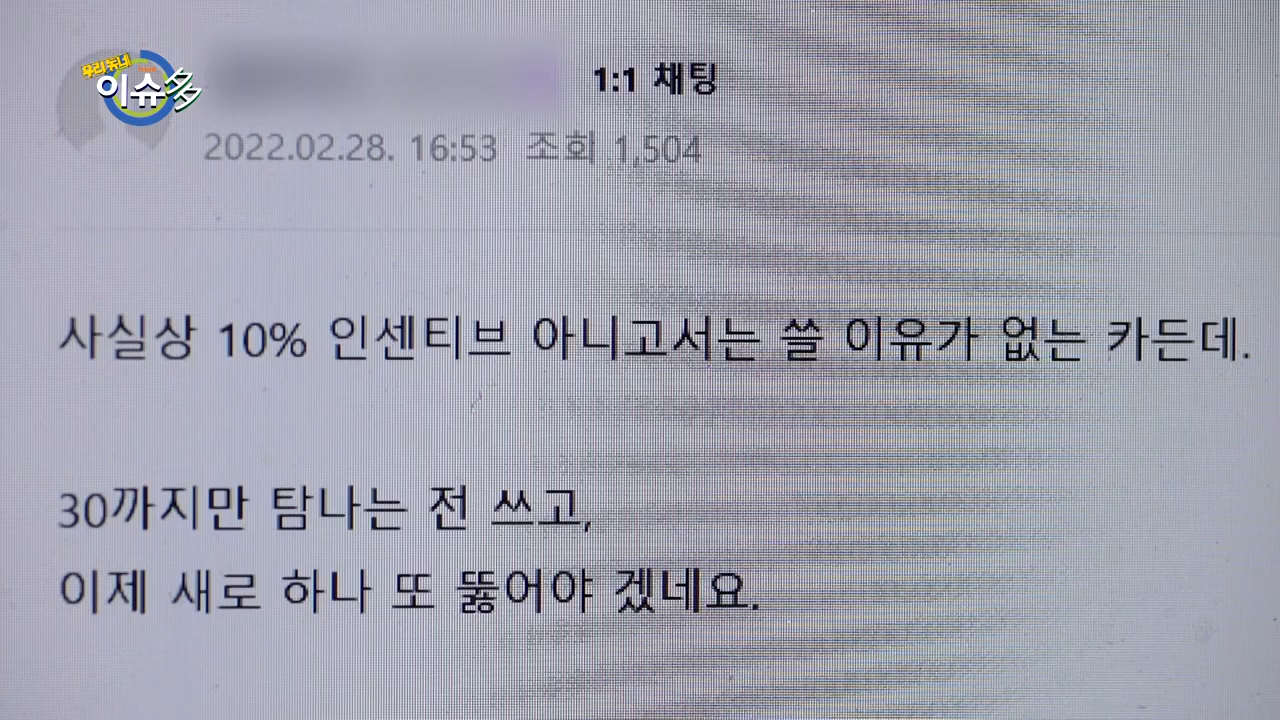 우리동네
이슈多
1:1 채팅
2022.02.28. 16:53 조회 1,504
사실상 10% 인센티브 아니고서는 쓸 이유가 없는 카든데.
30까지만 탐나는 전 쓰고,
이제 새로 하나 또 뚫어야 겠네요.